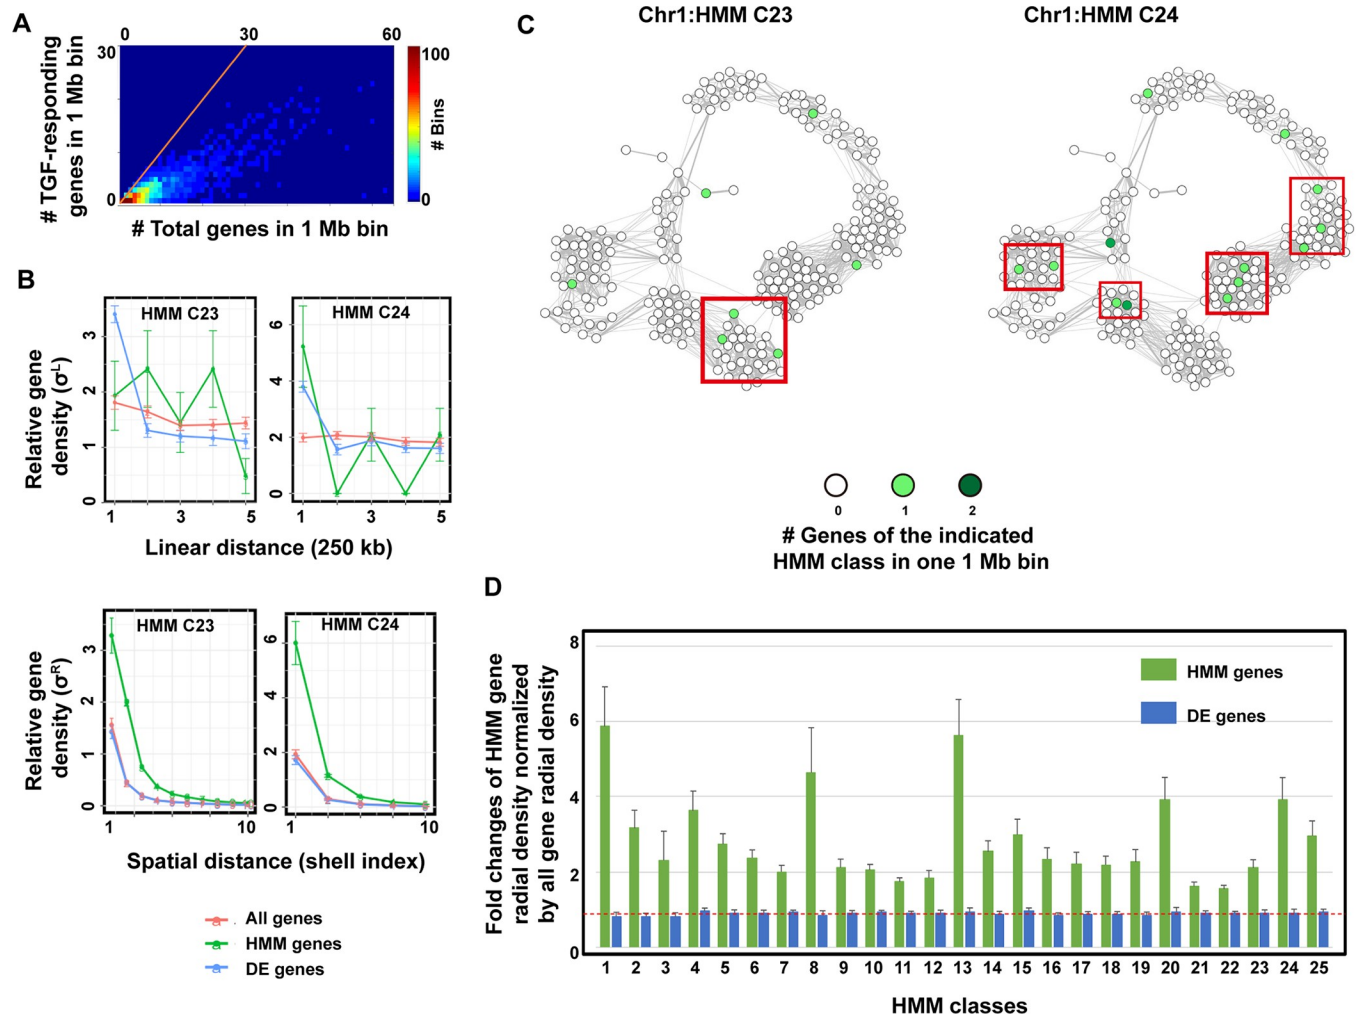 A
0 30 60
30
0
# TGF-responding
genes in 1 Mb bin
100
0
# Bins
# Total genes in 1 Mb bin
B
HMM C23
3
2
1
0
1 3 5
HMM C24
6
4
2
0
1 3 5
Relative gene
density (σᴸ)
Linear distance (250 kb)
HMM C23
3
2
1
0
1 10
HMM C24
6
4
2
0
1 10
Relative gene
density (σᴿ)
Spatial distance (shell index)
All genes
HMM genes
DE genes
C
Chr1:HMM C23
Chr1:HMM C24
0 1 2
# Genes of the indicated
HMM class in one 1 Mb bin
D
Fold changes of HMM gene
radial density normalized
by all gene radial density
8
6
4
2
0
HMM genes
DE genes
1 2 3 4 5 6 7 8 9 10 11 12 13 14 15 16 17 18 19 20 21 22 23 24 25
HMM classes